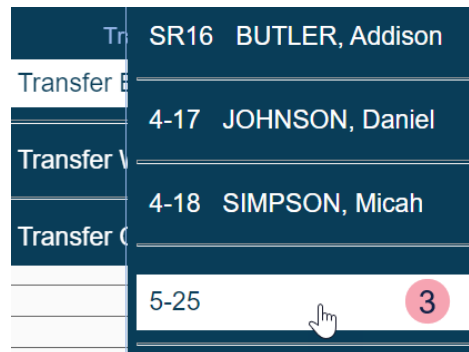 SR16 BUTLER, Addison
Transfer
4-17 JOHNSON, Daniel
Transfer
4-18 SIMPSON, Micah
Transfer
5-25 3